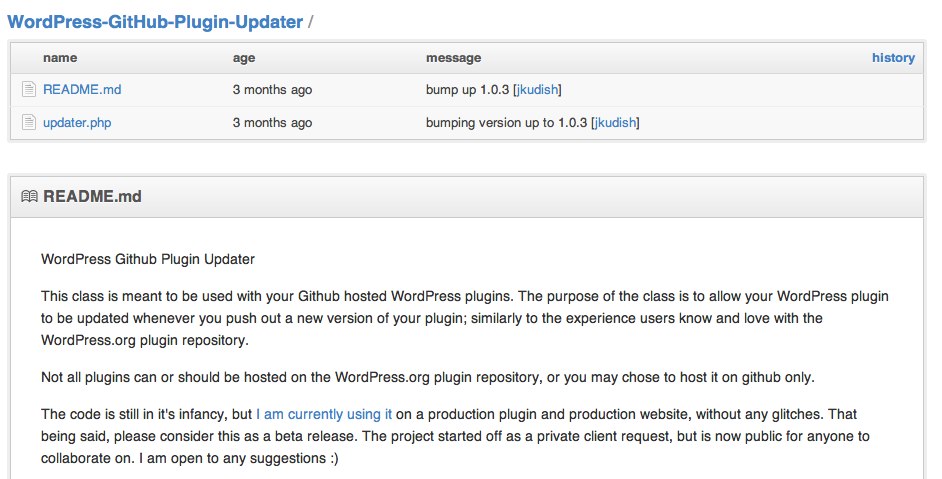 WordPress-GitHub-Plugin-Updater /
name age message history
README.md 3 months ago bump up 1.0.3 [jkudish]
updater.php 3 months ago bumping version up to 1.0.3 [jkudish]
README.md
WordPress Github Plugin Updater
This class is meant to be used with your Github hosted WordPress plugins. The purpose of the class is to allow your WordPress plugin
to be updated whenever you push out a new version of your plugin; similarly to the experience users know and love with the
WordPress.org plugin repository.
Not all plugins can or should be hosted on the WordPress.org plugin repository, or you may chose to host it on github only.
The code is still in it's infancy, but I am currently using it on a production plugin and production website, without any glitches. That
being said, please consider this as a beta release. The project started off as a private client request, but is now public for anyone to
collaborate on. I am open to any suggestions :)